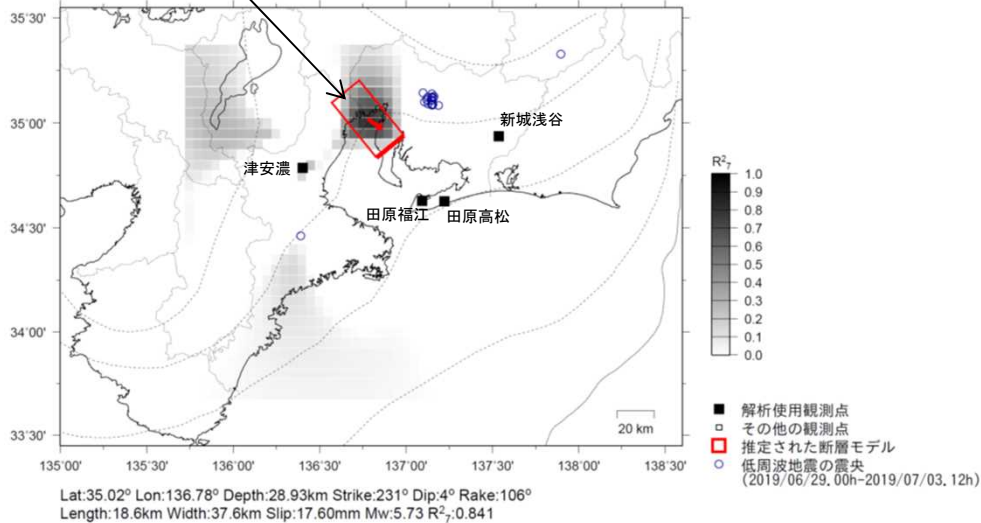 35°30'
35°00'
34°30'
34°00'
33°30'
新城浅谷
津安濃
田原福江
田原高松
20 km
135°00'
135°30'
136°00'
136°30'
137°00'
137°30'
138°00'
138°30'
R²₇
1.0
0.9
0.8
0.7
0.6
0.5
0.4
0.3
0.2
0.1
0.0
解析使用観測点
その他の観測点
推定された断層モデル
低周波地震の震央
(2019/06/29.00h-2019/07/03.12h)
Lat:35.02° Lon:136.78° Depth:28.93km Strike:231° Dip:4° Rake:106°
Length:18.6km Width:37.6km Slip:17.60mm Mw:5.73 R²₇:0.841